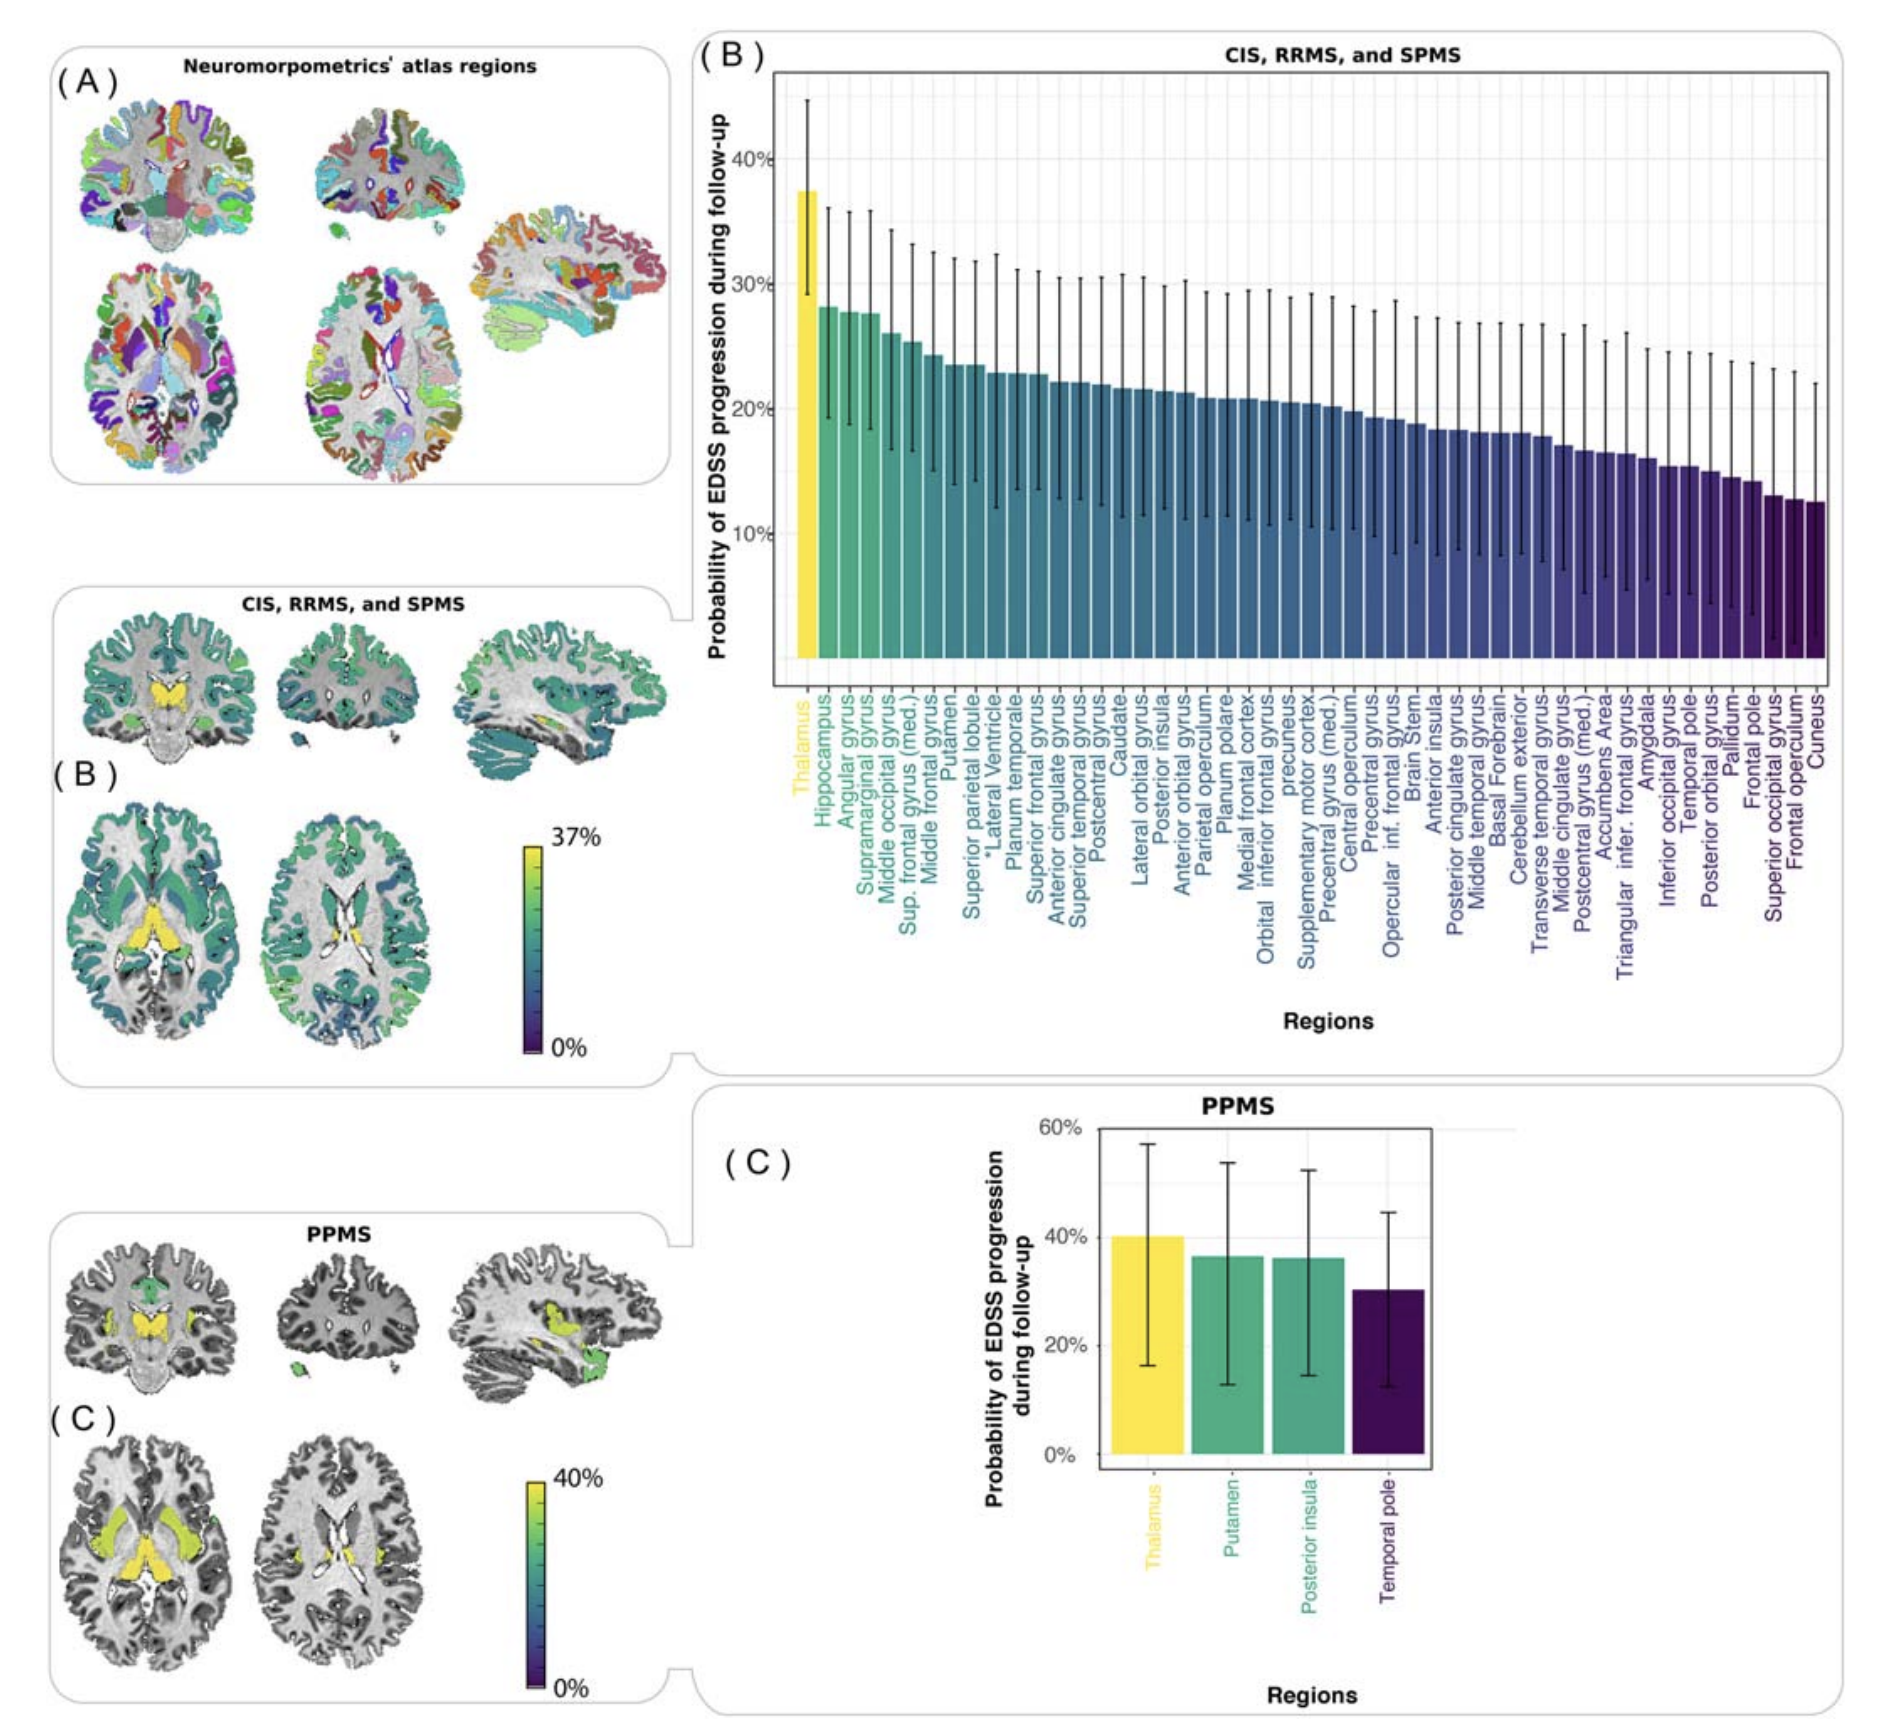 (A)
Neuromorpometrics' atlas regions
CIS, RRMS, and SPMS
(B)
37%
0%
PPMS
(C)
40%
0%
(B)
CIS, RRMS, and SPMS
Probability of EDSS progression during follow-up
40%
30%
20%
10%
Thalamus
Hippocampus
Angular gyrus
Supramarginal gyrus
Middle occipital gyrus
Sup. frontal gyrus (med.)
Middle frontal gyrus
Putamen
Superior parietal lobule
*Lateral Ventricle
Planum temporale
Superior frontal gyrus
Anterior cingulate gyrus
Superior temporal gyrus
Postcentral gyrus
Caudate
Lateral orbital gyrus
Posterior insula
Anterior orbital gyrus
Parietal operculum
Planum polare
Medial frontal cortex
Orbital inferior frontal gyrus
precuneus
Supplementary motor cortex
Precentral gyrus (med.)
Central operculum
Precentral gyrus
Opercular inf. frontal gyrus
Brain Stem
Anterior insula
Posterior cingulate gyrus
Middle temporal gyrus
Basal Forebrain
Cerebellum exterior
Transverse temporal gyrus
Middle cingulate gyrus
Postcentral gyrus (med.)
Accumbens Area
Triangular infer. frontal gyrus
Amygdala
Inferior occipital gyrus
Temporal pole
Posterior orbital gyrus
Pallidum
Frontal pole
Superior occipital gyrus
Frontal operculum
Cuneus
Regions
(C)
PPMS
Probability of EDSS progression
during follow-up
60%
40%
20%
0%
Thalamus
Putamen
Posterior insula
Temporal pole
Regions